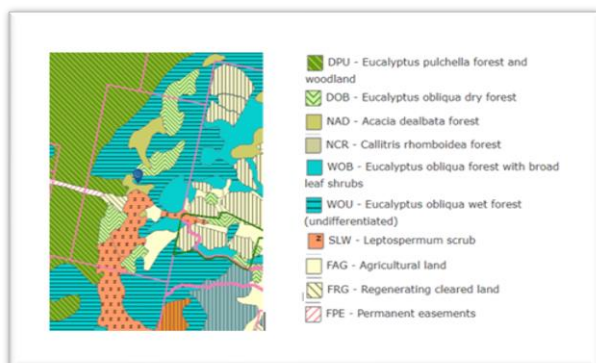 DPU - Eucalyptus pulchella forest and
woodland
DOB - Eucalyptus obliqua dry forest
NAD - Acacia dealbata forest
NCR - Callitris rhomboidea forest
WOB - Eucalyptus obliqua forest with broad
leaf shrubs
WOU - Eucalyptus obliqua wet forest
(undifferentiated)
SLW - Leptospermum scrub
FAG - Agricultural land
FRG - Regenerating cleared land
FPE - Permanent easements